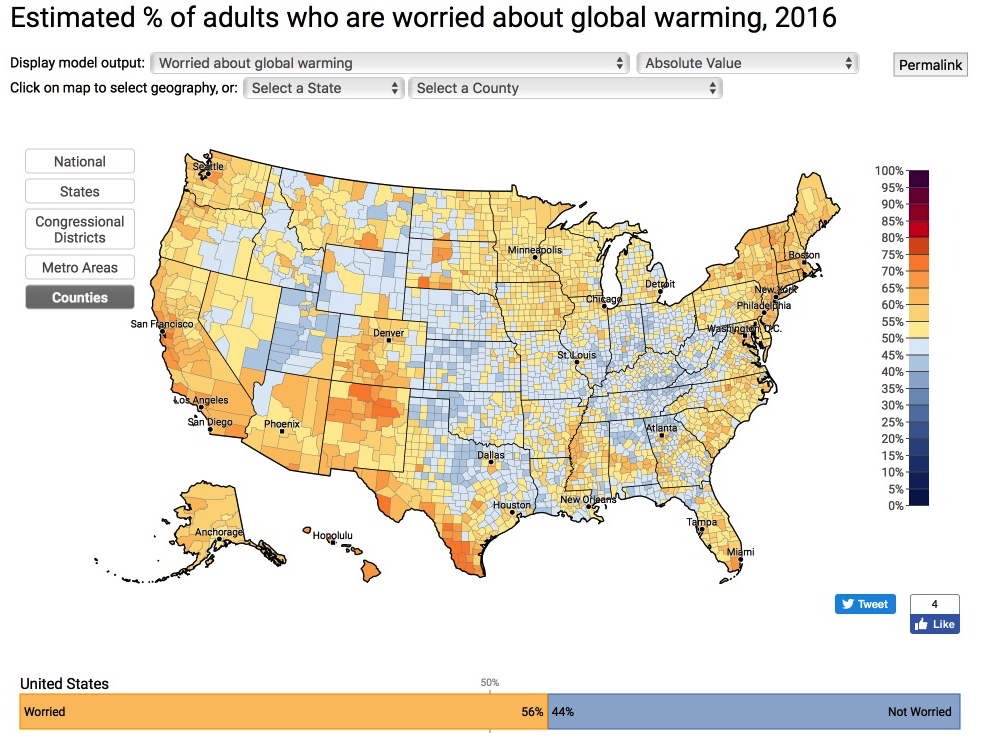 Estimated % of adults who are worried about global warming, 2016
Display model output: Worried about global warming Absolute Value Permalink
Click on map to select geography, or: Select a State Select a County
National
States
Congressional
Districts
Metro Areas
Counties
Seattle
Minneapolis
Boston
Detroit
New York
Chicago
Philadelphia
San Francisco
Washington D.C.
Denver
St. Louis
Los Angeles
San Diego
Phoenix
Atlanta
Dallas
New Orleans
Houston
Tampa
Anchorage
Honolulu
Miami
100%
95%
90%
85%
80%
75%
70%
65%
60%
55%
50%
45%
40%
35%
30%
25%
20%
15%
10%
5%
0%
Tweet
4
Like
United States
50%
Worried 56% 44% Not Worried